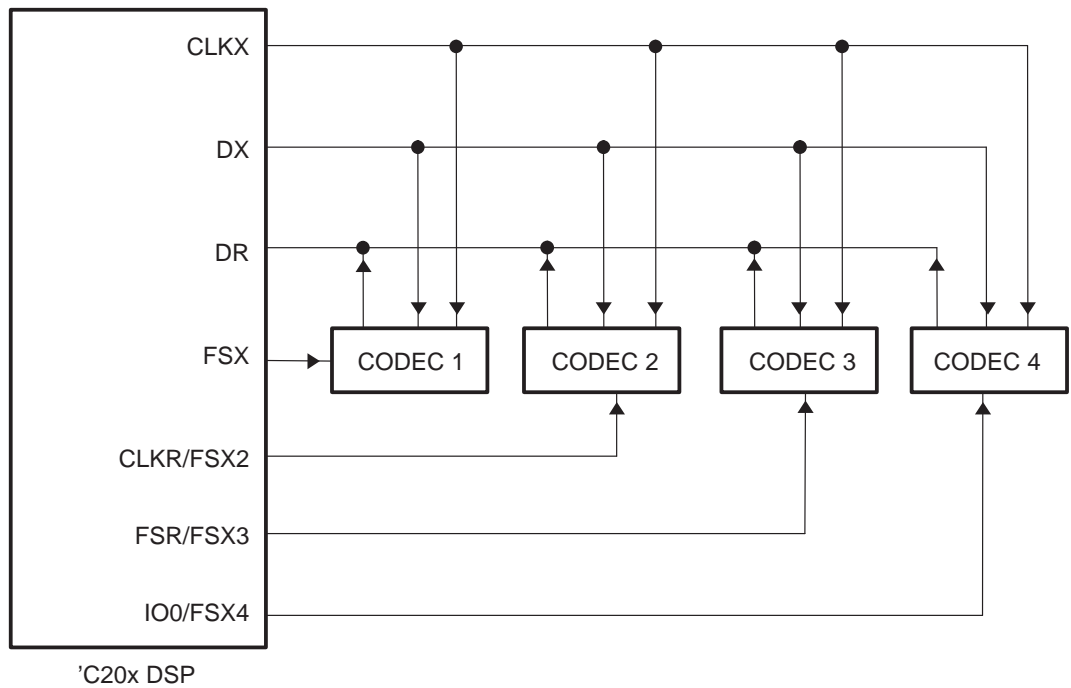 CLKX
DX
DR
FSX
CODEC 1
CODEC 2
CODEC 3
CODEC 4
CLKR/FSX2
FSR/FSX3
IO0/FSX4
’C20x DSP